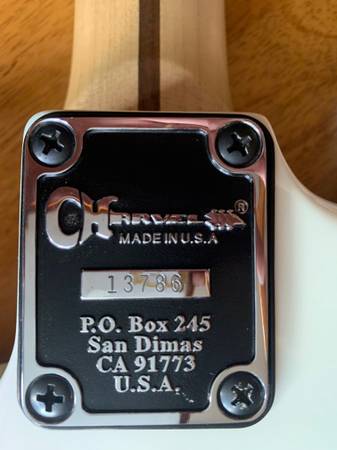 CHARVEL®
MADE IN U.S.A
13786
P.O. Box 245
San Dimas
CA 91773
U.S.A.